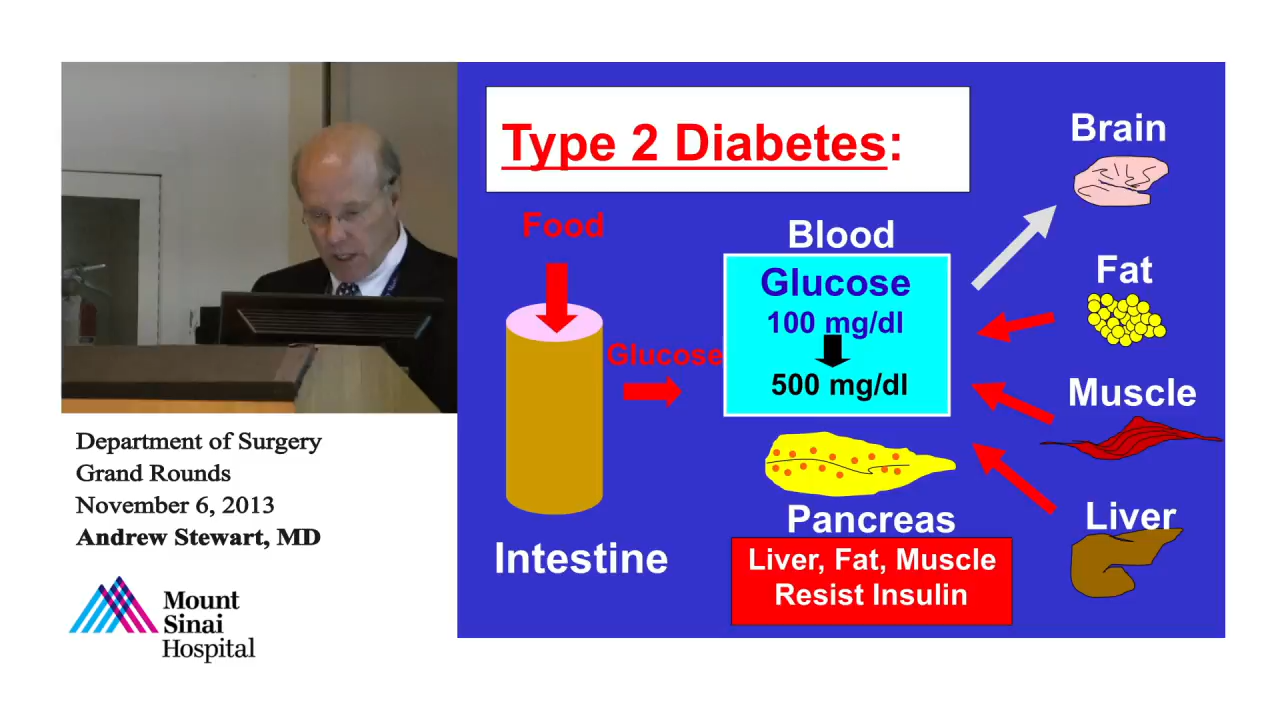 Type 2 Diabetes:
Brain
Food
Blood
Glucose
100 mg/dl
500 mg/dl
Glucose
Fat
Muscle
Pancreas
Liver
Intestine
Liver, Fat, Muscle
Resist Insulin
Department of Surgery
Grand Rounds
November 6, 2013
Andrew Stewart, MD
Mount
Sinai
Hospital